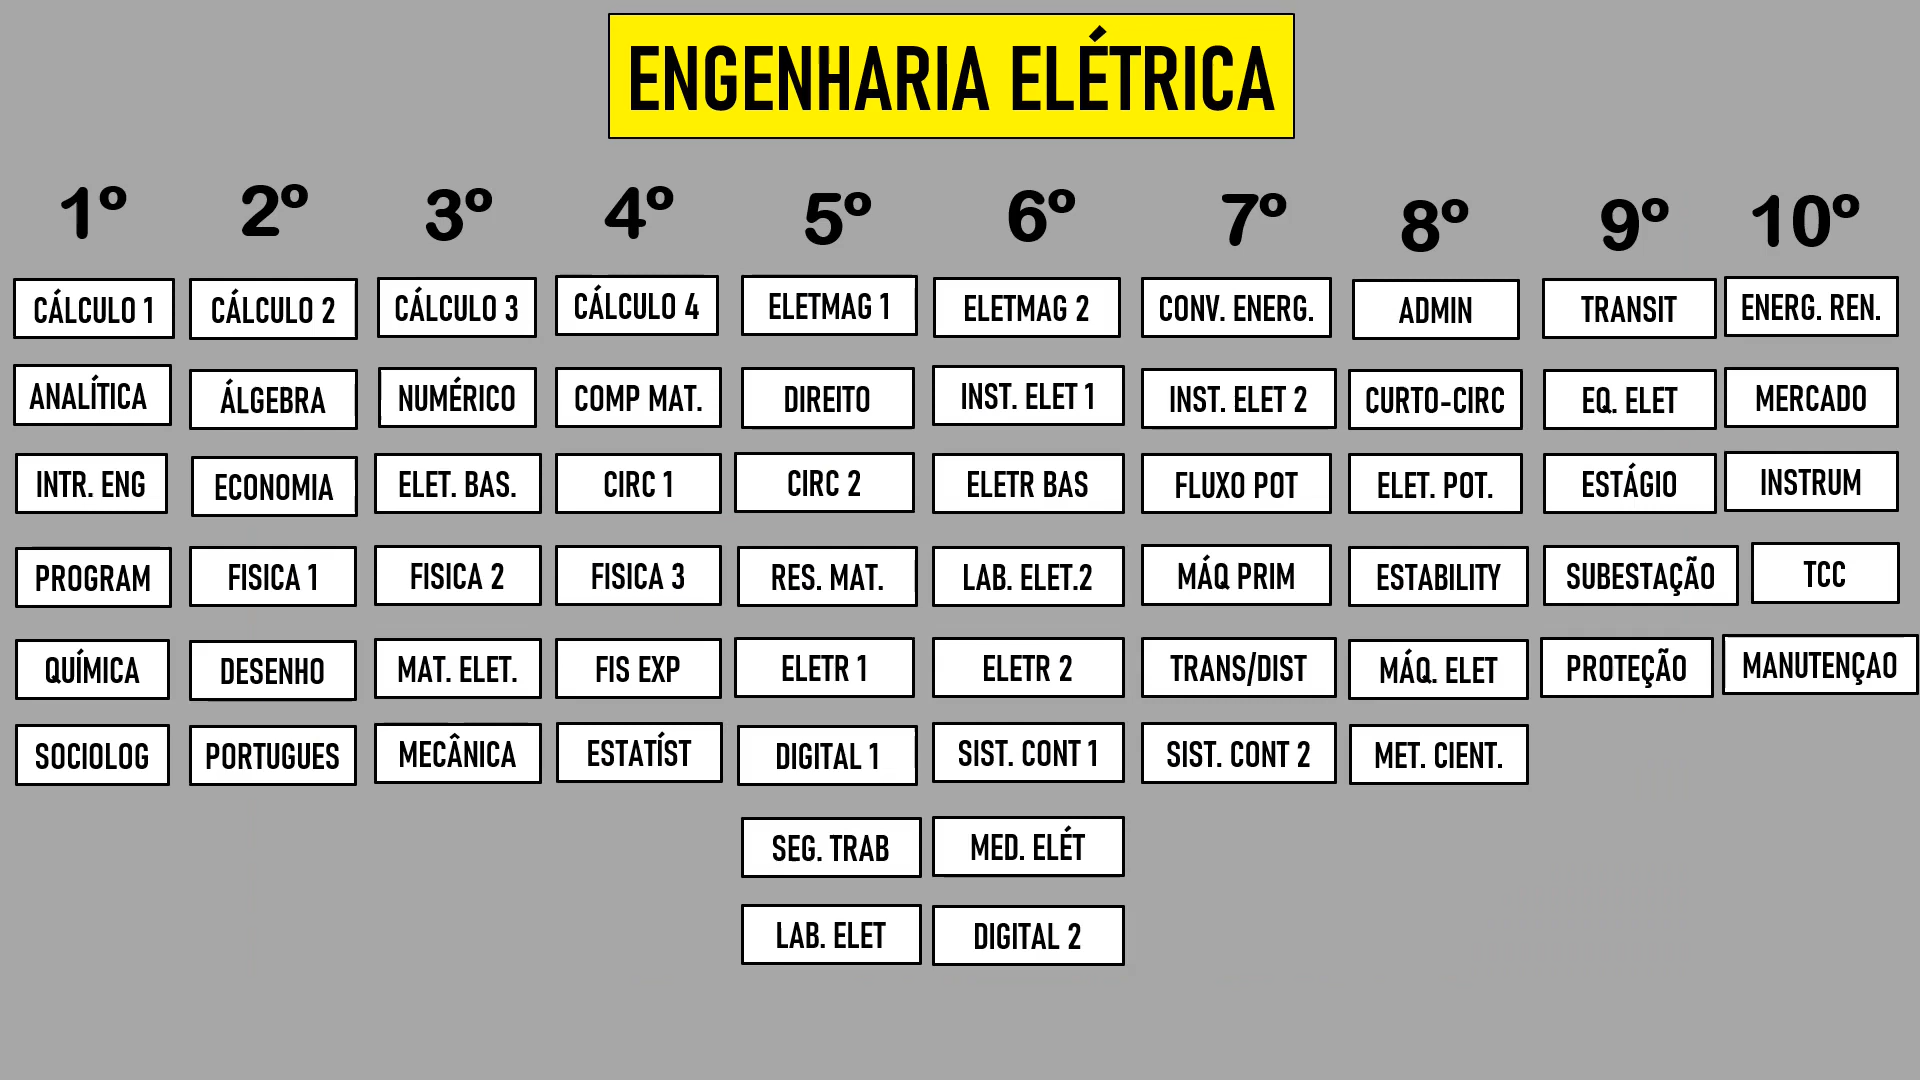 ENGENHARIA ELÉTRICA
1º 2º 3º 4º 5º 6º 7º 8º 9º 10º
CÁLCULO 1 CÁLCULO 2 CÁLCULO 3 CÁLCULO 4 ELETMAG 1 ELETMAG 2 CONV. ENERG. ADMIN TRANSIT ENERG. REN.
ANALÍTICA ÁLGEBRA NUMÉRICO COMP MAT. DIREITO INST. ELET 1 INST. ELET 2 CURTO-CIRC EQ. ELET MERCADO
INTR. ENG ECONOMIA ELET. BAS. CIRC 1 CIRC 2 ELETR BAS FLUXO POT ELET. POT. ESTÁGIO INSTRUM
PROGRAM FISICA 1 FISICA 2 FISICA 3 RES. MAT. LAB. ELET.2 MÁQ PRIM ESTABILITY SUBESTAÇÃO TCC
QUÍMICA DESENHO MAT. ELET. FIS EXP ELETR 1 ELETR 2 TRANS/DIST MÁQ. ELET PROTEÇÃO MANUTENÇAO
SOCIOLOG PORTUGUES MECÂNICA ESTATÍST DIGITAL 1 SIST. CONT 1 SIST. CONT 2 MET. CIENT.
SEG. TRAB MED. ELÉT
LAB. ELET DIGITAL 2